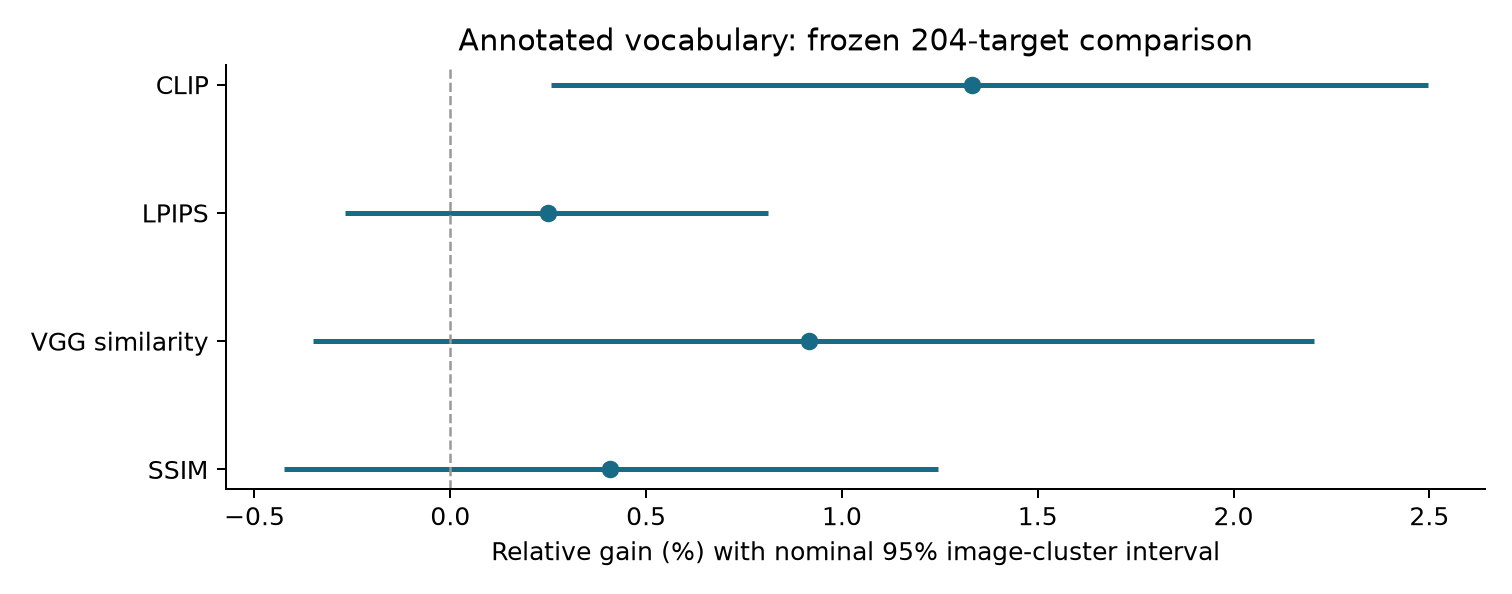 Annotated vocabulary: frozen 204-target comparison
CLIP
LPIPS
VGG similarity
SSIM
−0.5 0.0 0.5 1.0 1.5 2.0 2.5
Relative gain (%) with nominal 95% image-cluster interval